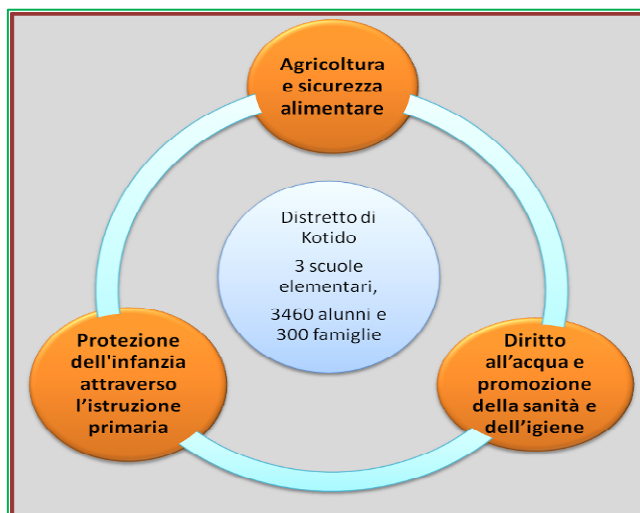 Agricoltura
e sicurezza
alimentare
Distretto di
Kotido
3 scuole
elementari,
3460 alunni e
300 famiglie
Protezione
dell'infanzia
attraverso
l’istruzione
primaria
Diritto
all’acqua e
promozione
della sanità e
dell’igiene